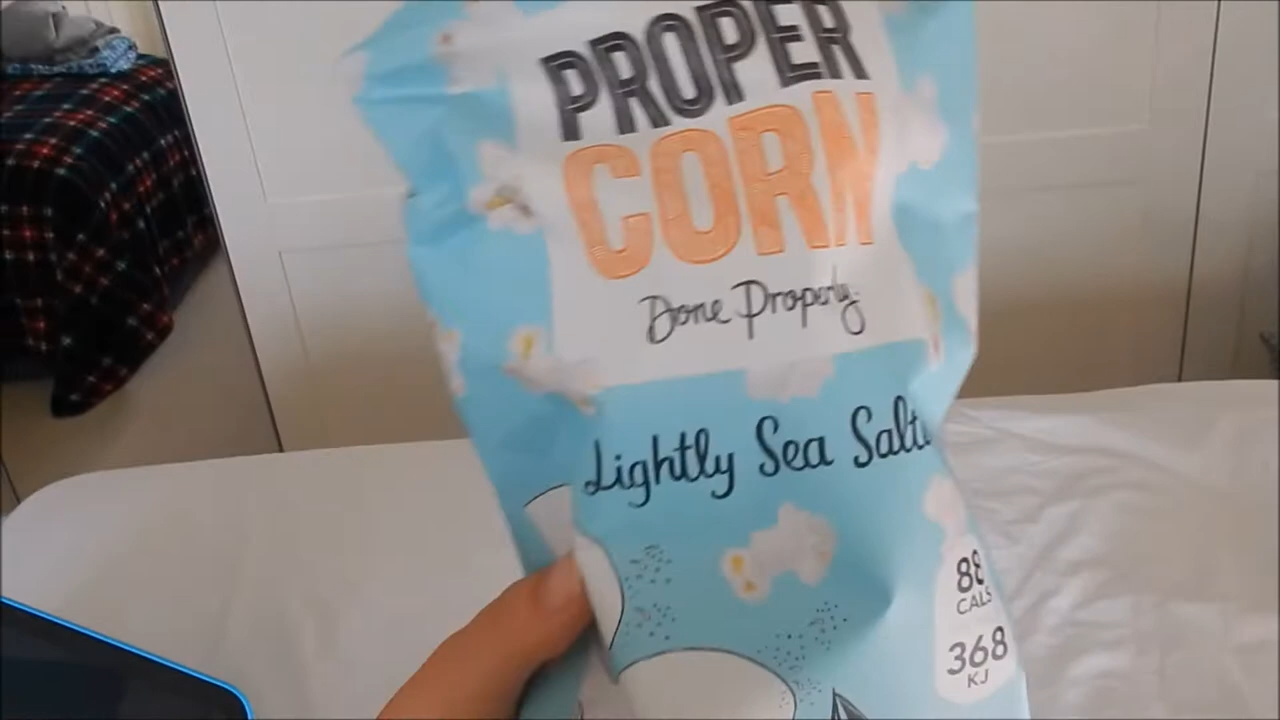 PROPER
CORN
Done Properly.
Lightly Sea Salt
88
CALS
368
KJ